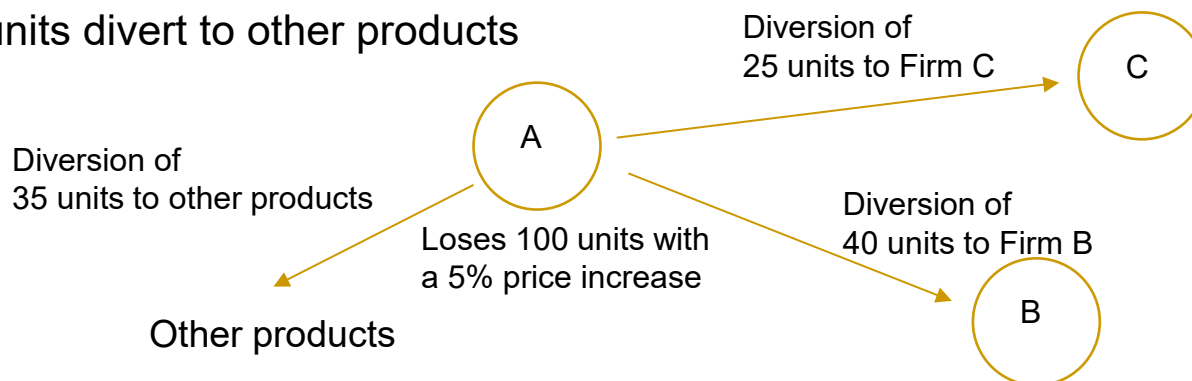 units divert to other products
Diversion of
25 units to Firm C
C
A
Diversion of
35 units to other products
Loses 100 units with
a 5% price increase
Diversion of
40 units to Firm B
B
Other products